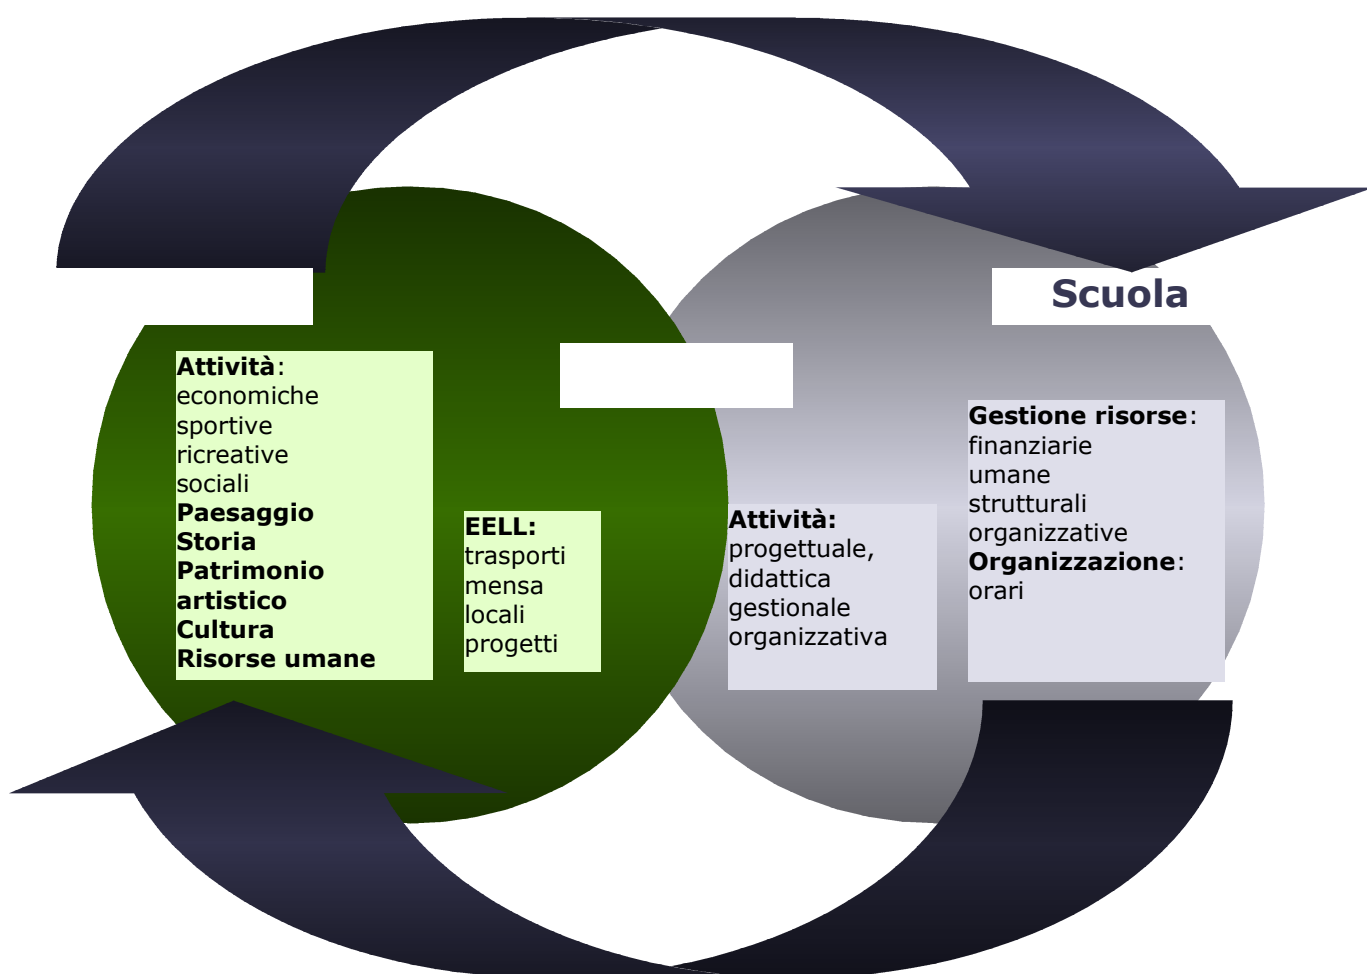 Scuola
Attività:
economiche
sportive
ricreative
sociali
Paesaggio
Storia
Patrimonio
artistico
Cultura
Risorse umane
EELL:
trasporti
mensa
locali
progetti
Attività:
progettuale,
didattica
gestionale
organizzativa
Gestione risorse:
finanziarie
umane
strutturali
organizzative
Organizzazione:
orari